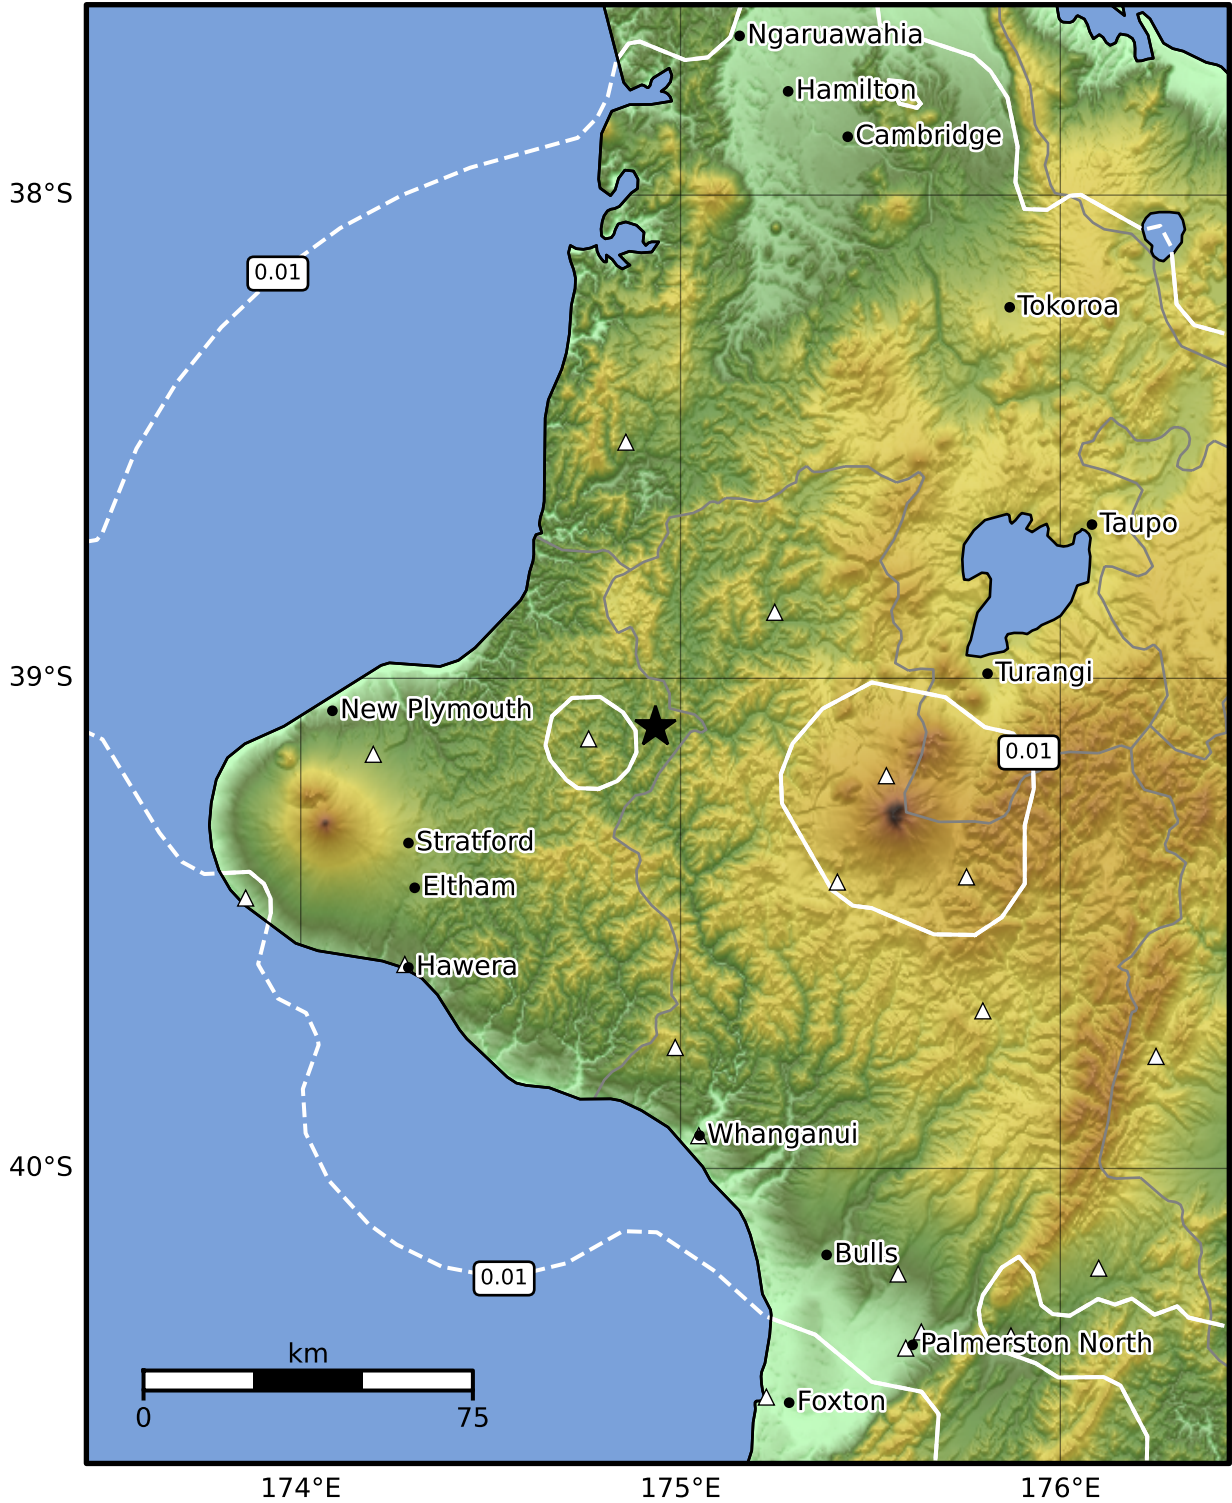 Ngaruawahia
Hamilton
Cambridge
38°S
0.01
Tokoroa
Taupo
39°S
Turangi
New Plymouth
0.01
Stratford
Eltham
Hawera
Whanganui
40°S
Bulls
0.01
Palmerston North
km
Foxton
0
75
174°E
175°E
176°E